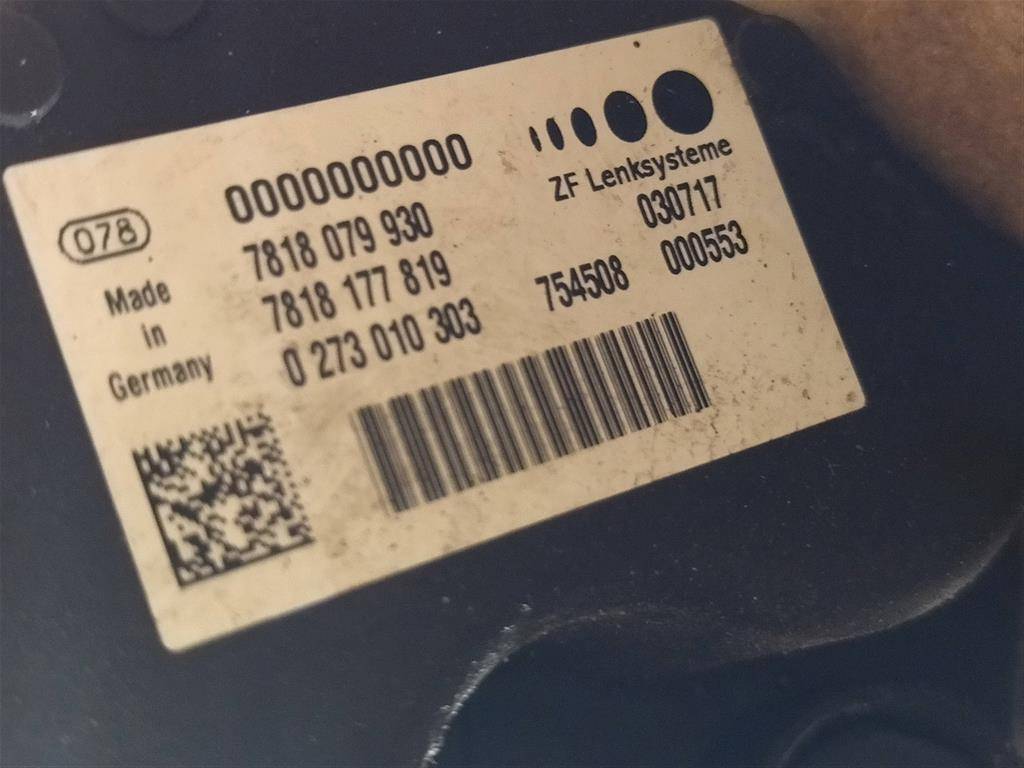 0000000000
ZF Lenksysteme
078
7818 079 930
030717
Made
in
Germany
7818 177 819
754508
000553
0 273 010 303